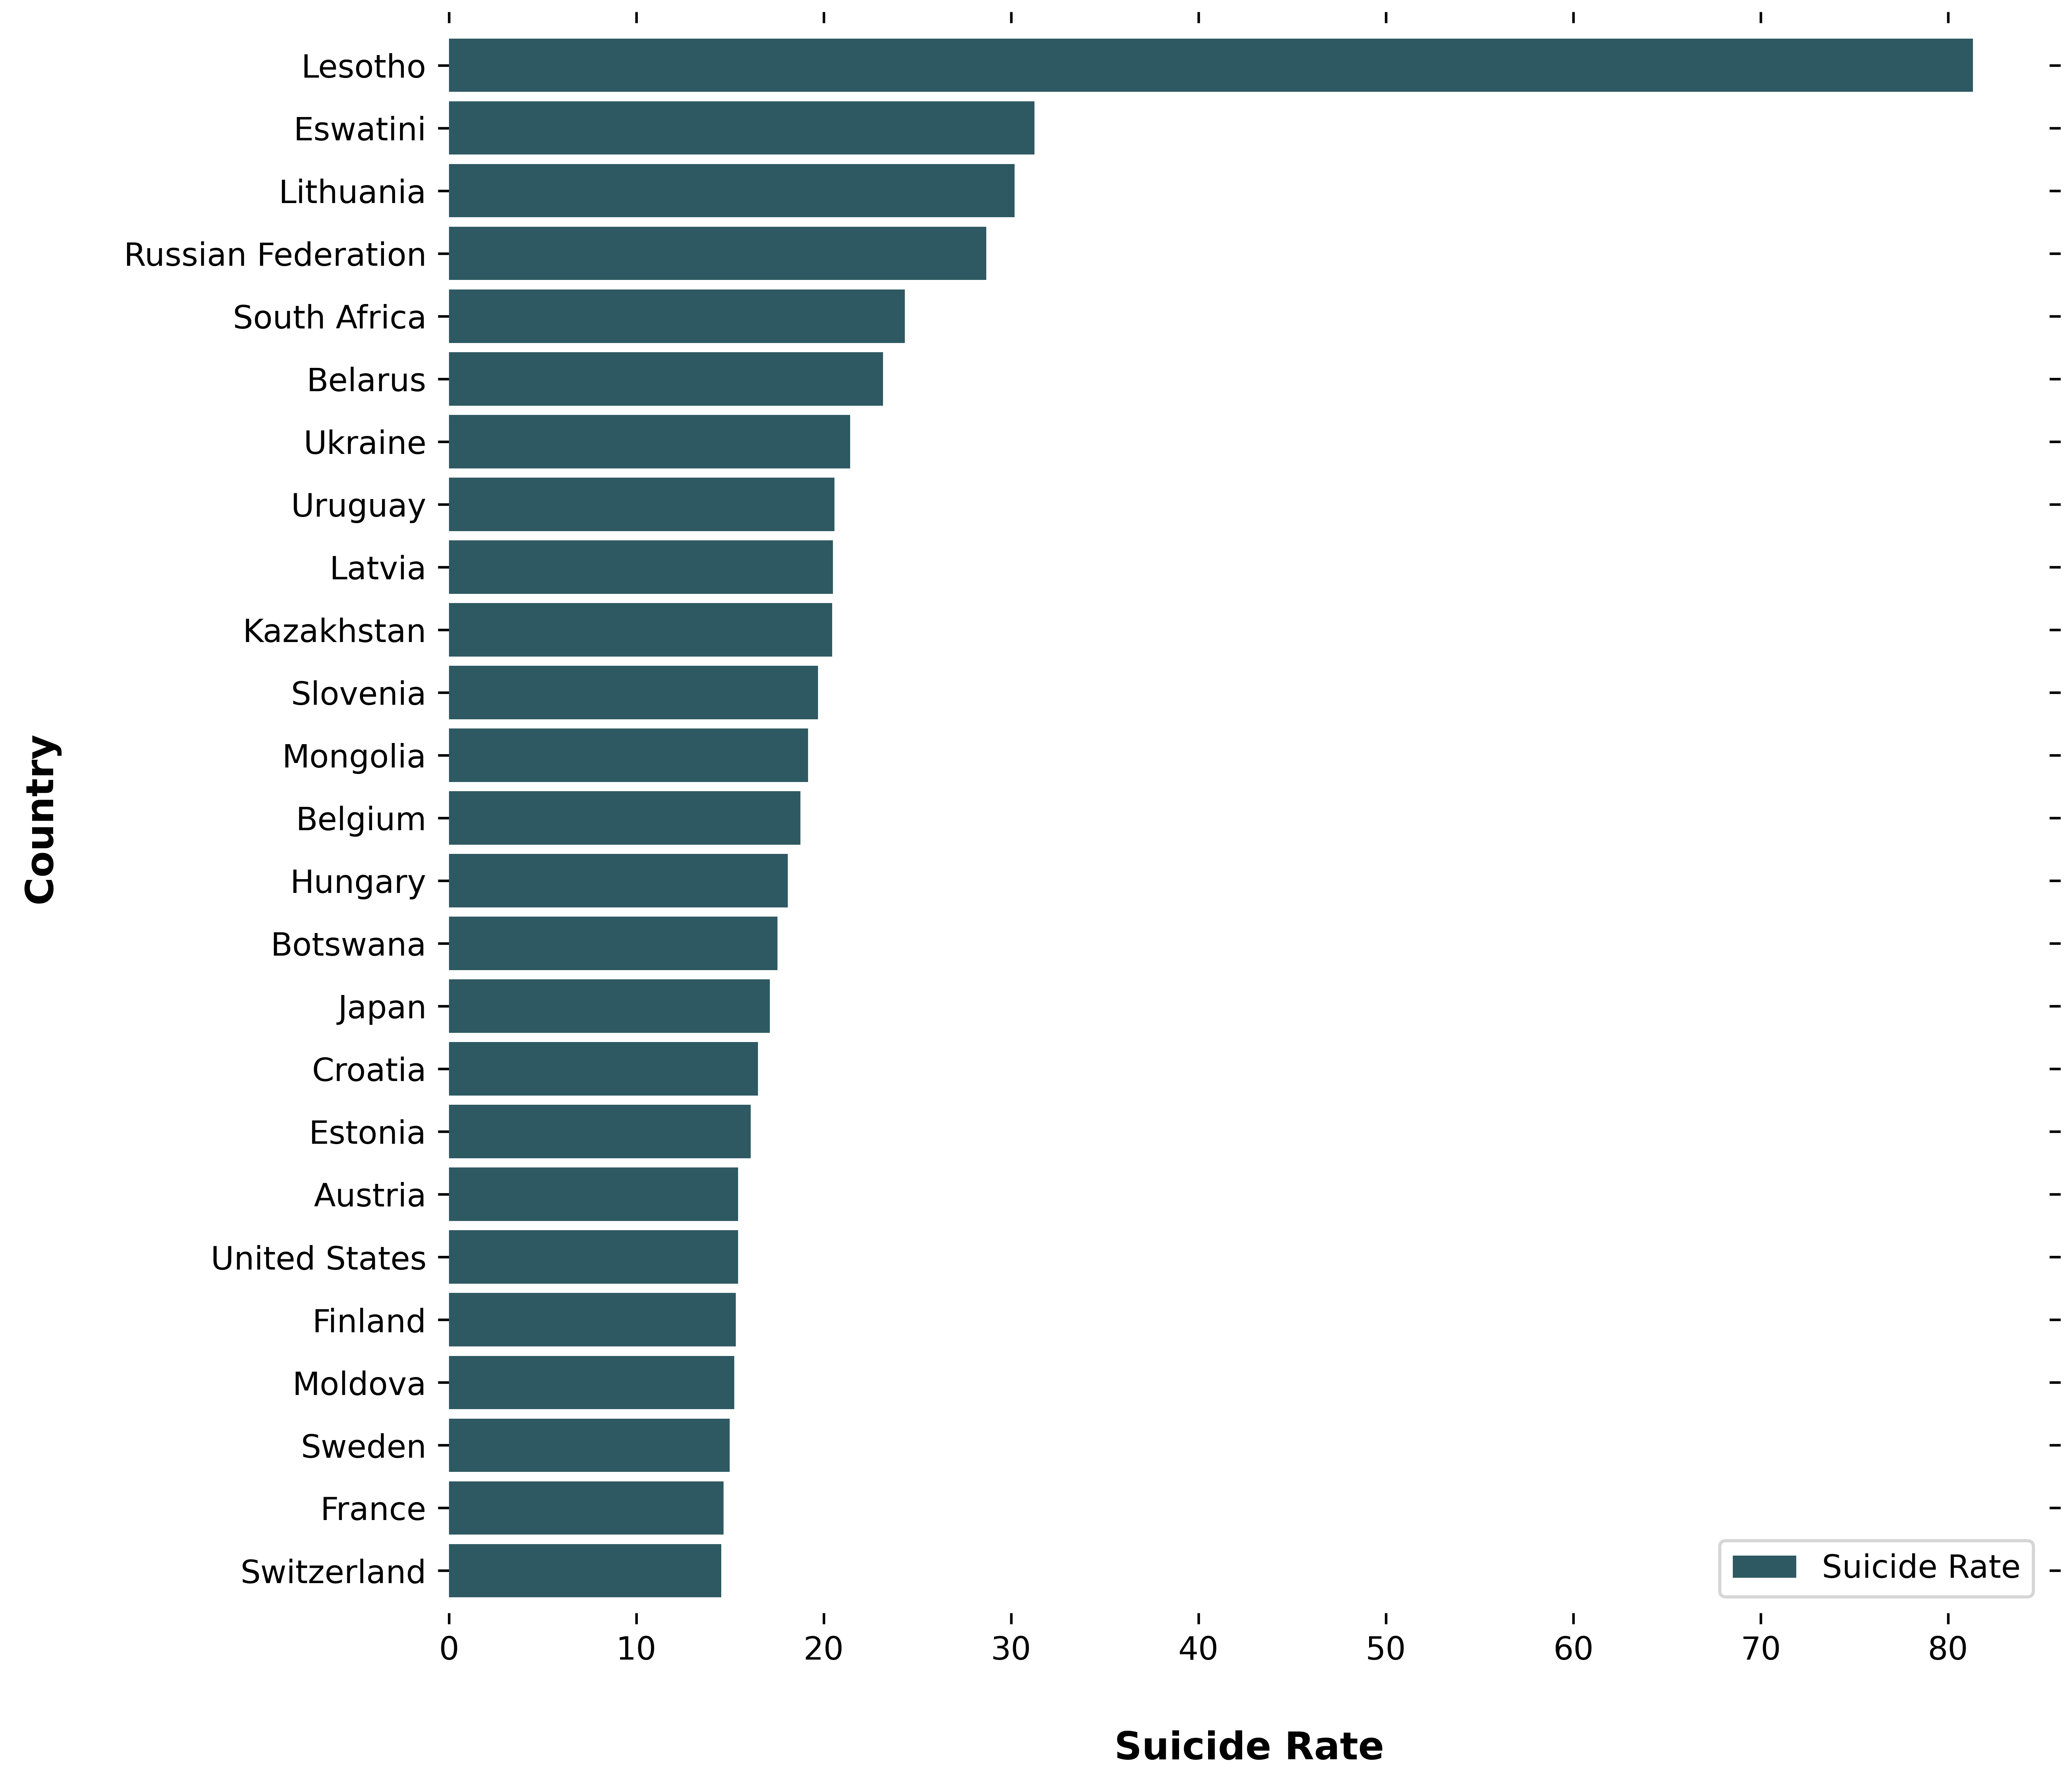 Lesotho
Eswatini
Lithuania
Russian Federation
South Africa
Belarus
Ukraine
Uruguay
Latvia
Kazakhstan
Slovenia
Mongolia
Belgium
Hungary
Botswana
Japan
Croatia
Estonia
Austria
United States
Finland
Moldova
Sweden
France
Switzerland
Country
Suicide Rate
0 10 20 30 40 50 60 70 80
Suicide Rate